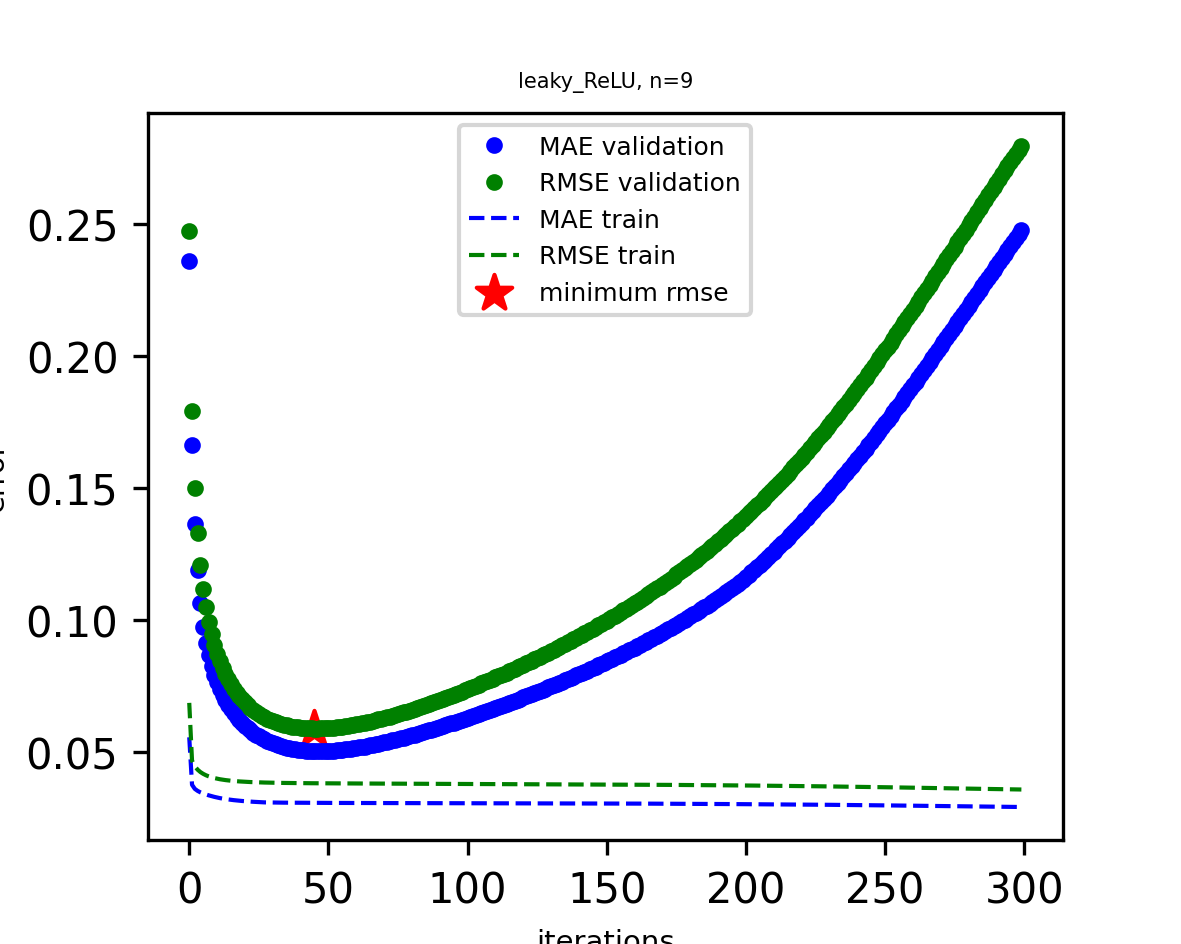 leaky_ReLU, n=9
MAE validation
RMSE validation
MAE train
RMSE train
minimum rmse
0.25
0.20
0.15
0.10
0.05
0 50 100 150 200 250 300
iterations